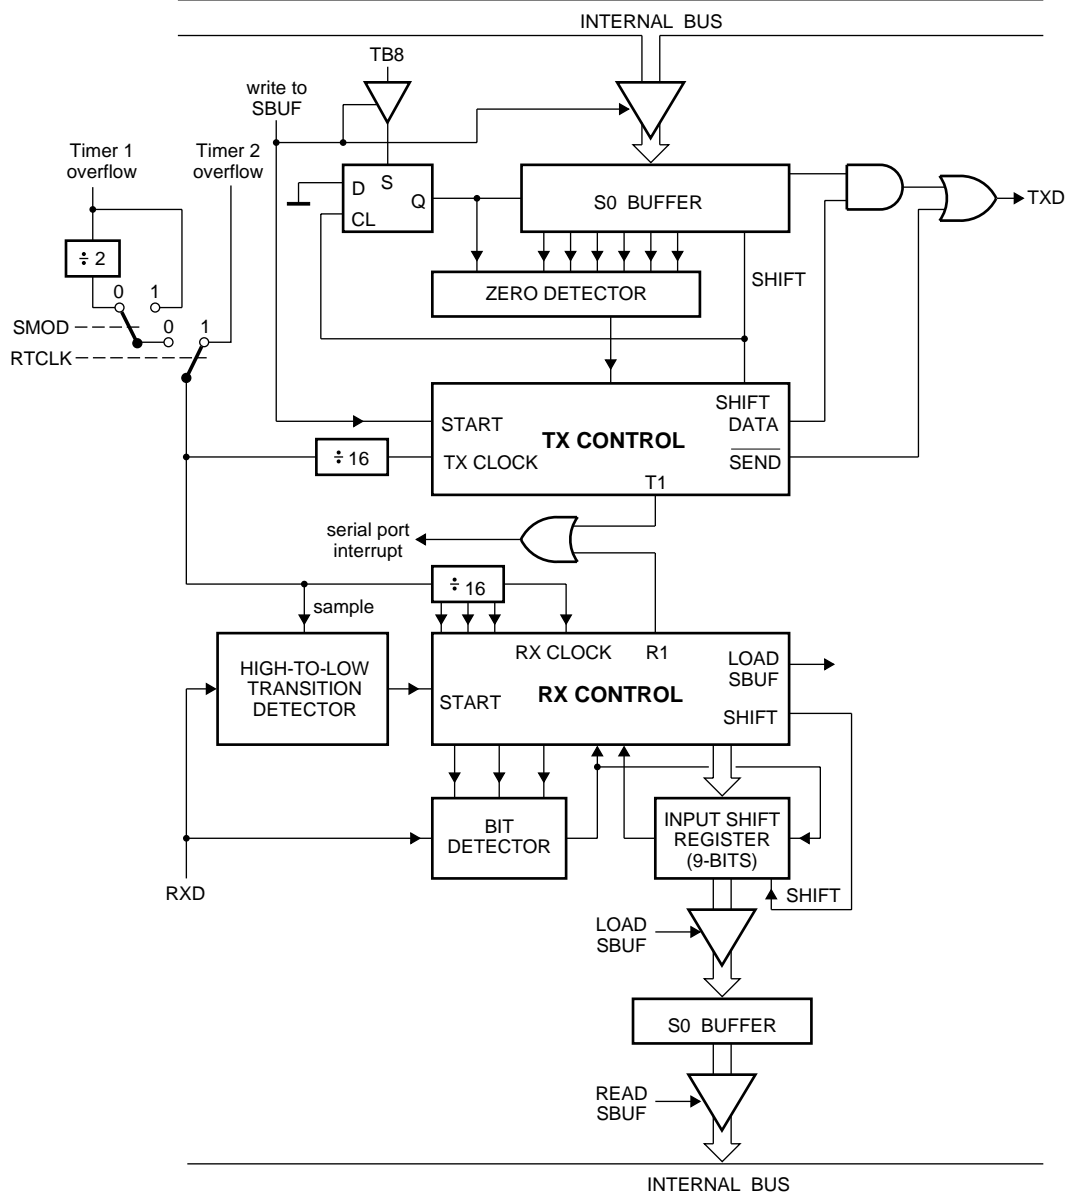 INTERNAL BUS
TB8
write to
SBUF
Timer 1
overflow
Timer 2
overflow
D
S
Q
CL
S0 BUFFER
TXD
÷ 2
ZERO DETECTOR
SHIFT
0
1
SMOD
0
1
RTCLK
SHIFT
START
TX CONTROL
DATA
÷ 16
TX CLOCK
SEND
T1
serial port
interrupt
÷ 16
sample
HIGH-TO-LOW
TRANSITION
DETECTOR
RX CLOCK
R1
LOAD
SBUF
START
RX CONTROL
SHIFT
BIT
DETECTOR
INPUT SHIFT
REGISTER
(9-BITS)
RXD
SHIFT
LOAD
SBUF
S0 BUFFER
READ
SBUF
INTERNAL BUS